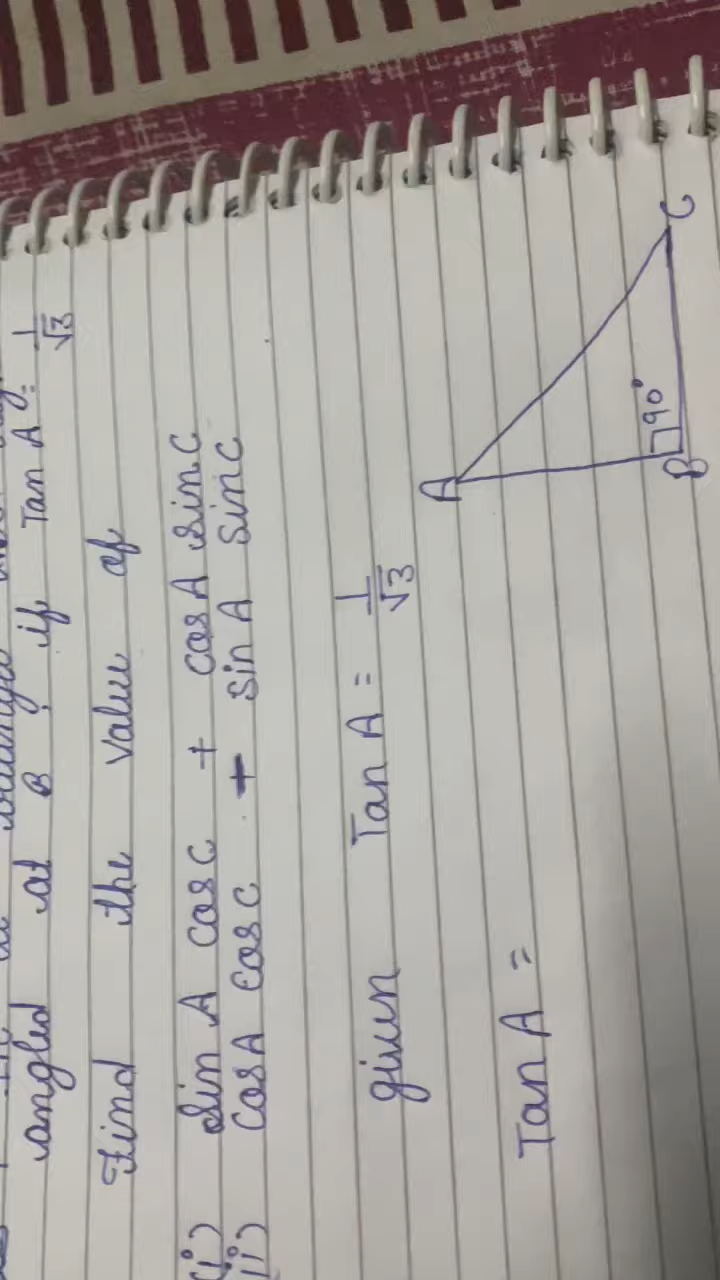 angled at B, if Tan A = 1/√3
Find the value of
(i) sin A cos C + cos A sin C
(ii) cos A cos C + sin A sin C
given Tan A = 1/√3
Tan A =
A
90°
B
C